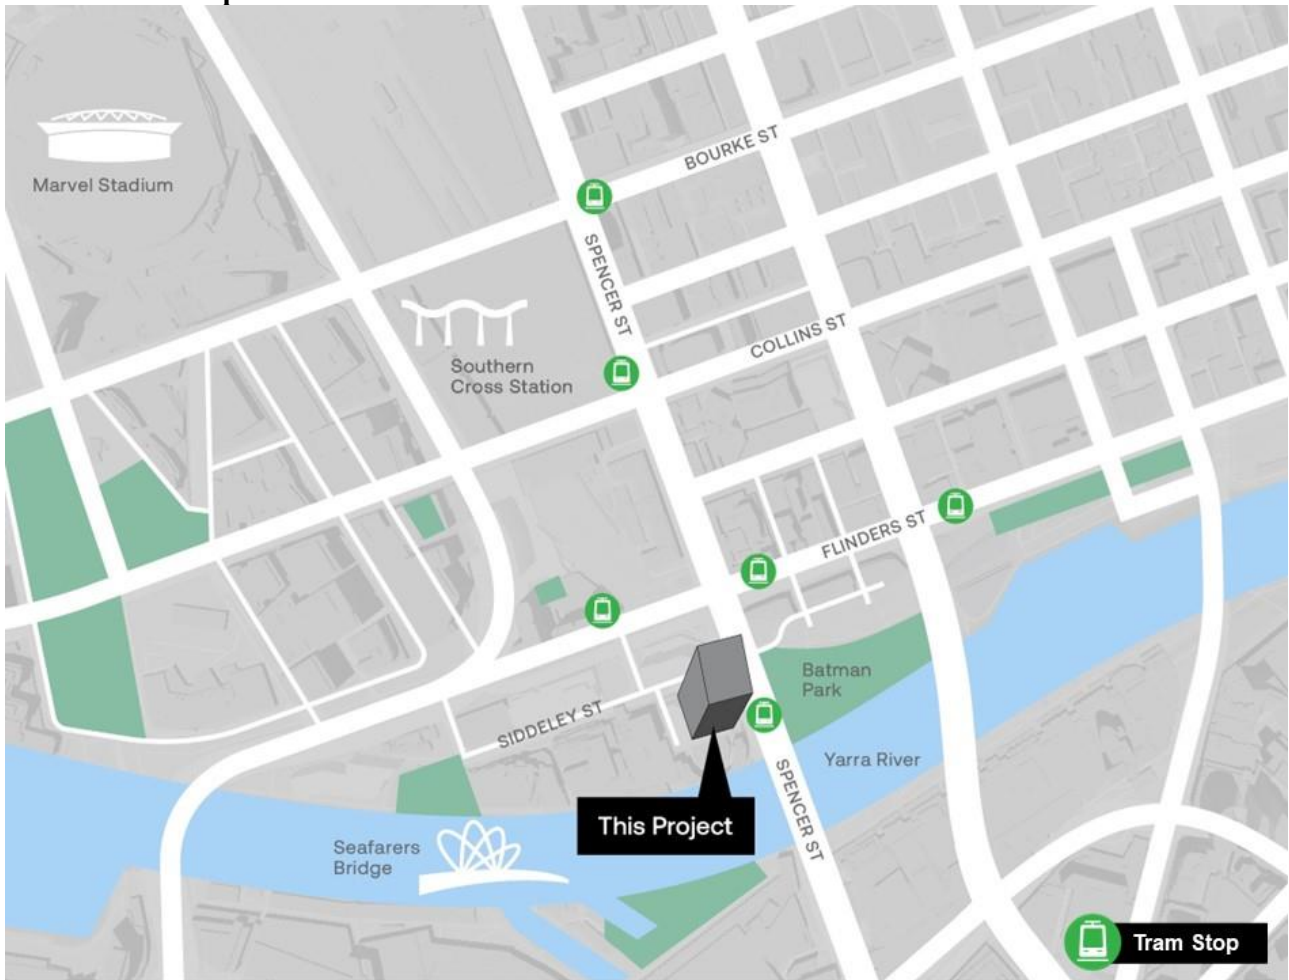 Marvel Stadium
BOURKE ST
SPENCER ST
Southern
Cross Station
COLLINS ST
FLINDERS ST
Batman
Park
SIDDELEY ST
Yarra River
SPENCER ST
This Project
Seafarers
Bridge
Tram Stop